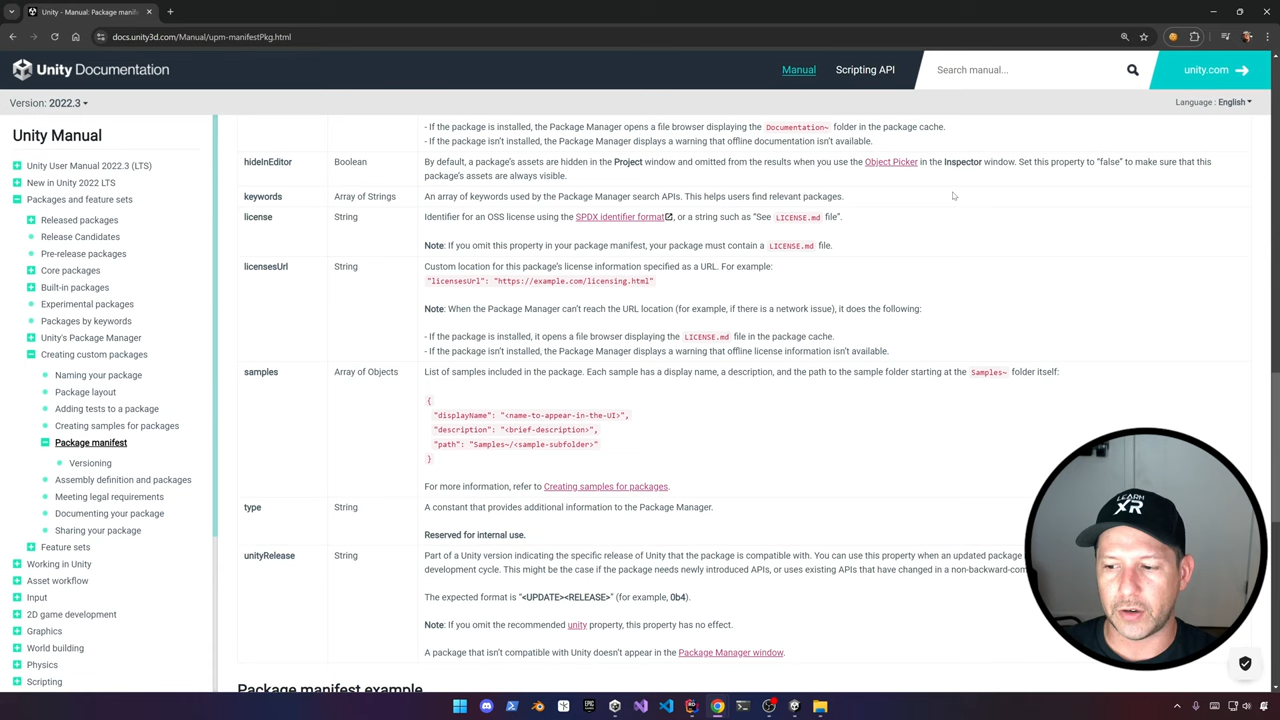 Unity - Manual: Package manif
docs.unity3d.com/Manual/upm-manifestPkg.html
Unity Documentation
Manual
Scripting API
Search manual...
unity.com
Version: 2022.3
Language : English
Unity Manual
Unity User Manual 2022.3 (LTS)
New in Unity 2022 LTS
Packages and feature sets
Released packages
Release Candidates
Pre-release packages
Core packages
Built-in packages
Experimental packages
Packages by keywords
Unity's Package Manager
Creating custom packages
Naming your package
Package layout
Adding tests to a package
Creating samples for packages
Package manifest
Versioning
Assembly definition and packages
Meeting legal requirements
Documenting your package
Sharing your package
Feature sets
Working in Unity
Asset workflow
Input
2D game development
Graphics
World building
Physics
Scripting
- If the package is installed, the Package Manager opens a file browser displaying the Documentation~ folder in the package cache.
- If the package isn't installed, the Package Manager displays a warning that offline documentation isn't available.
hideInEditor Boolean By default, a package's assets are hidden in the Project window and omitted from the results when you use the Object Picker in the Inspector window. Set this property to "false" to make sure that this
package's assets are always visible.
keywords Array of Strings An array of keywords used by the Package Manager search APIs. This helps users find relevant packages.
license String Identifier for an OSS license using the SPDX identifier format, or a string such as "See LICENSE.md file".
Note: If you omit this property in your package manifest, your package must contain a LICENSE.md file.
licensesUrl String Custom location for this package's license information specified as a URL. For example:
"licensesUrl": "https://example.com/licensing.html"
Note: When the Package Manager can't reach the URL location (for example, if there is a network issue), it does the following:
- If the package is installed, it opens a file browser displaying the LICENSE.md file in the package cache.
- If the package isn't installed, the Package Manager displays a warning that offline license information isn't available.
samples Array of Objects List of samples included in the package. Each sample has a display name, a description, and the path to the sample folder starting at the Samples~ folder itself:
{
"displayName": "<name-to-appear-in-the-UI>",
"description": "<brief-description>",
"path": "Samples~/<sample-subfolder>"
}
For more information, refer to Creating samples for packages.
type String A constant that provides additional information to the Package Manager.
Reserved for internal use.
unityRelease String Part of a Unity version indicating the specific release of Unity that the package is compatible with. You can use this property when an updated package
development cycle. This might be the case if the package needs newly introduced APIs, or uses existing APIs that have changed in a non-backward-com
The expected format is "<UPDATE><RELEASE>" (for example, 0b4).
Note: If you omit the recommended unity property, this property has no effect.
A package that isn't compatible with Unity doesn't appear in the Package Manager window.
Package manifest example
LEARN
XR